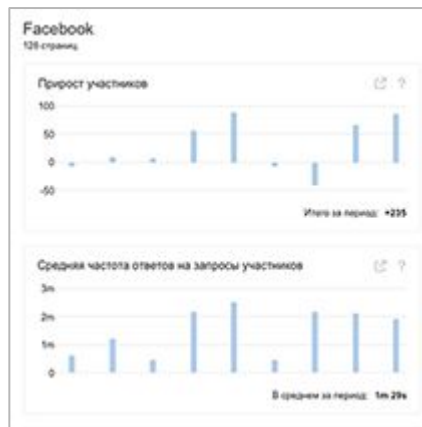 Facebook
128 страниц
Прирост участников
?
100
50
0
-50
Итого за период: +235
Средняя частота ответов на запросы участников
?
3m
2m
1m
0
В среднем за период: 1m 29s